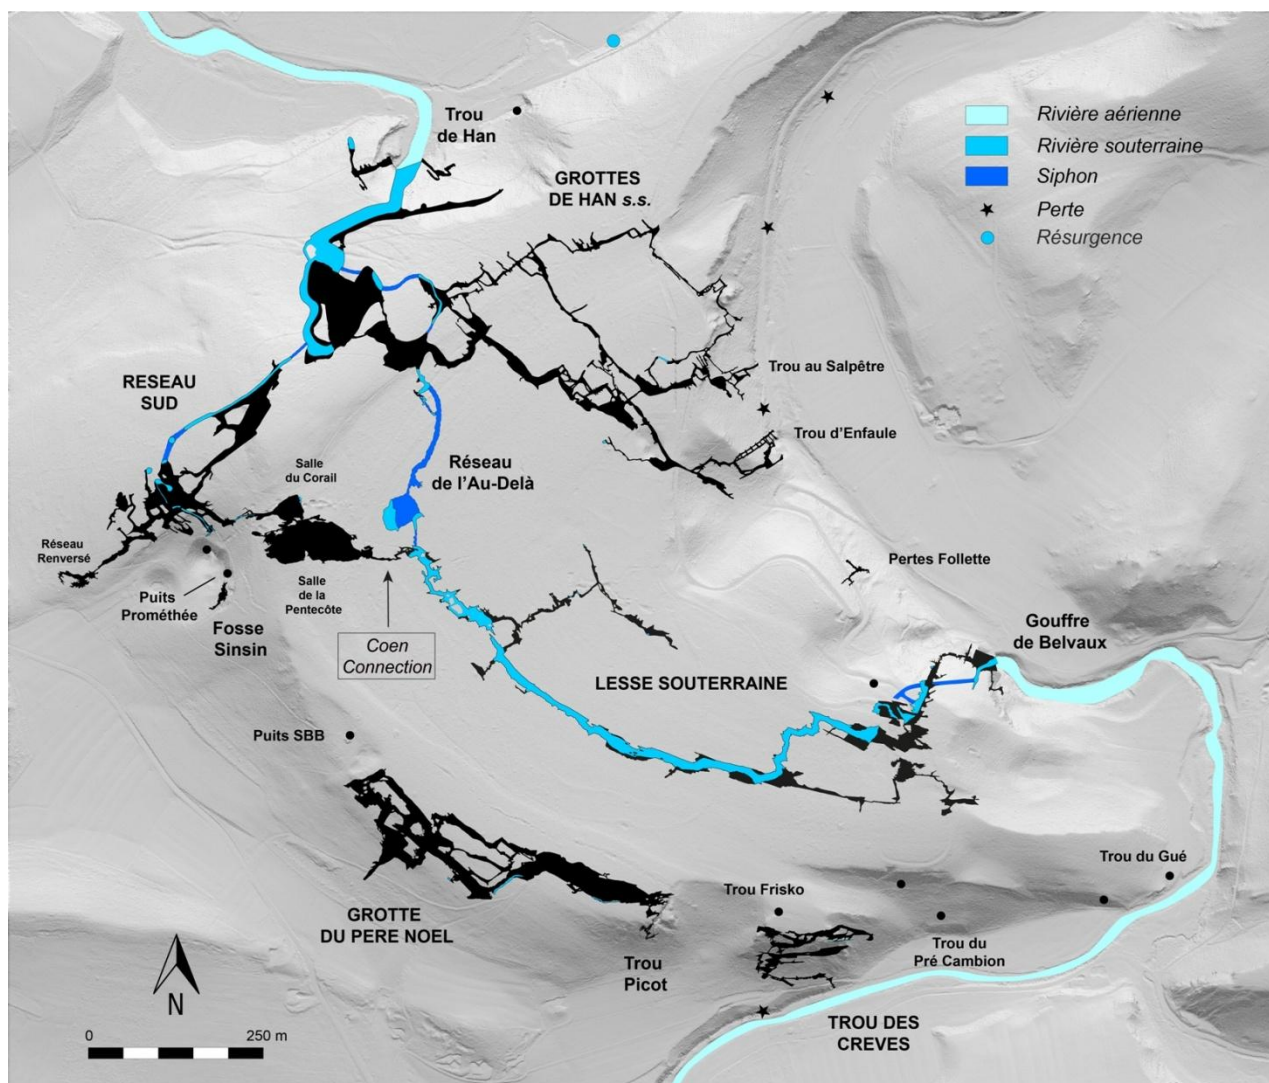 Trou
de Han
Rivière aérienne
Rivière souterraine
Siphon
Perte
Résurgence
GROTTES
DE HAN s.s.
RESEAU
SUD
Trou au Salpêtre
Trou d'Enfaule
Salle
du Corail
Réseau
de l'Au-Delà
Réseau
Renversé
Puits
Prométhée
Salle
de la
Pentecôte
Fosse
Sinsin
Coen
Connection
Pertes Follette
Gouffre
de Belvaux
LESSE SOUTERRAINE
Puits SBB
GROTTE
DU PERE NOEL
Trou
Picot
Trou Frisko
Trou du Gué
Trou du
Pré Cambion
TROU DES
CREVES
N
0 250 m